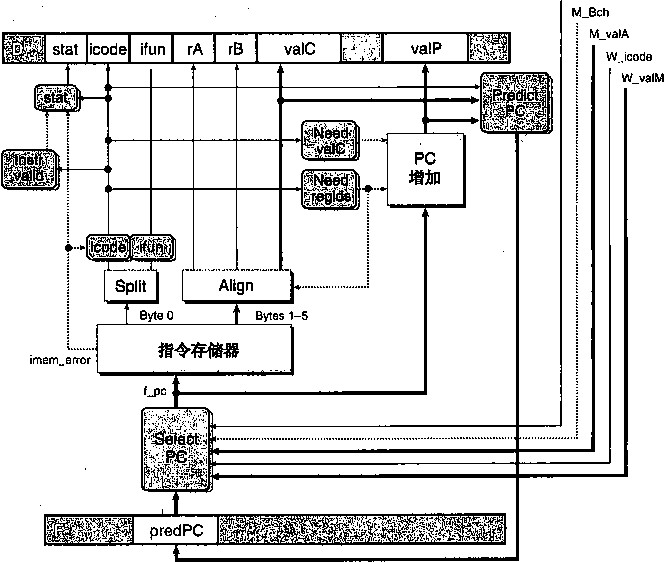 M_Bch
M_valA
W_icode
W_valM
D stat icode ifun rA rB valC valP
stat
Predict
PC
Need
valC
PC
增加
Instr
valid
Need
regids
icode ifun
Split
Align
Byte 0
Bytes 1–5
指令存储器
imem_error
f_pc
Select
PC
predPC